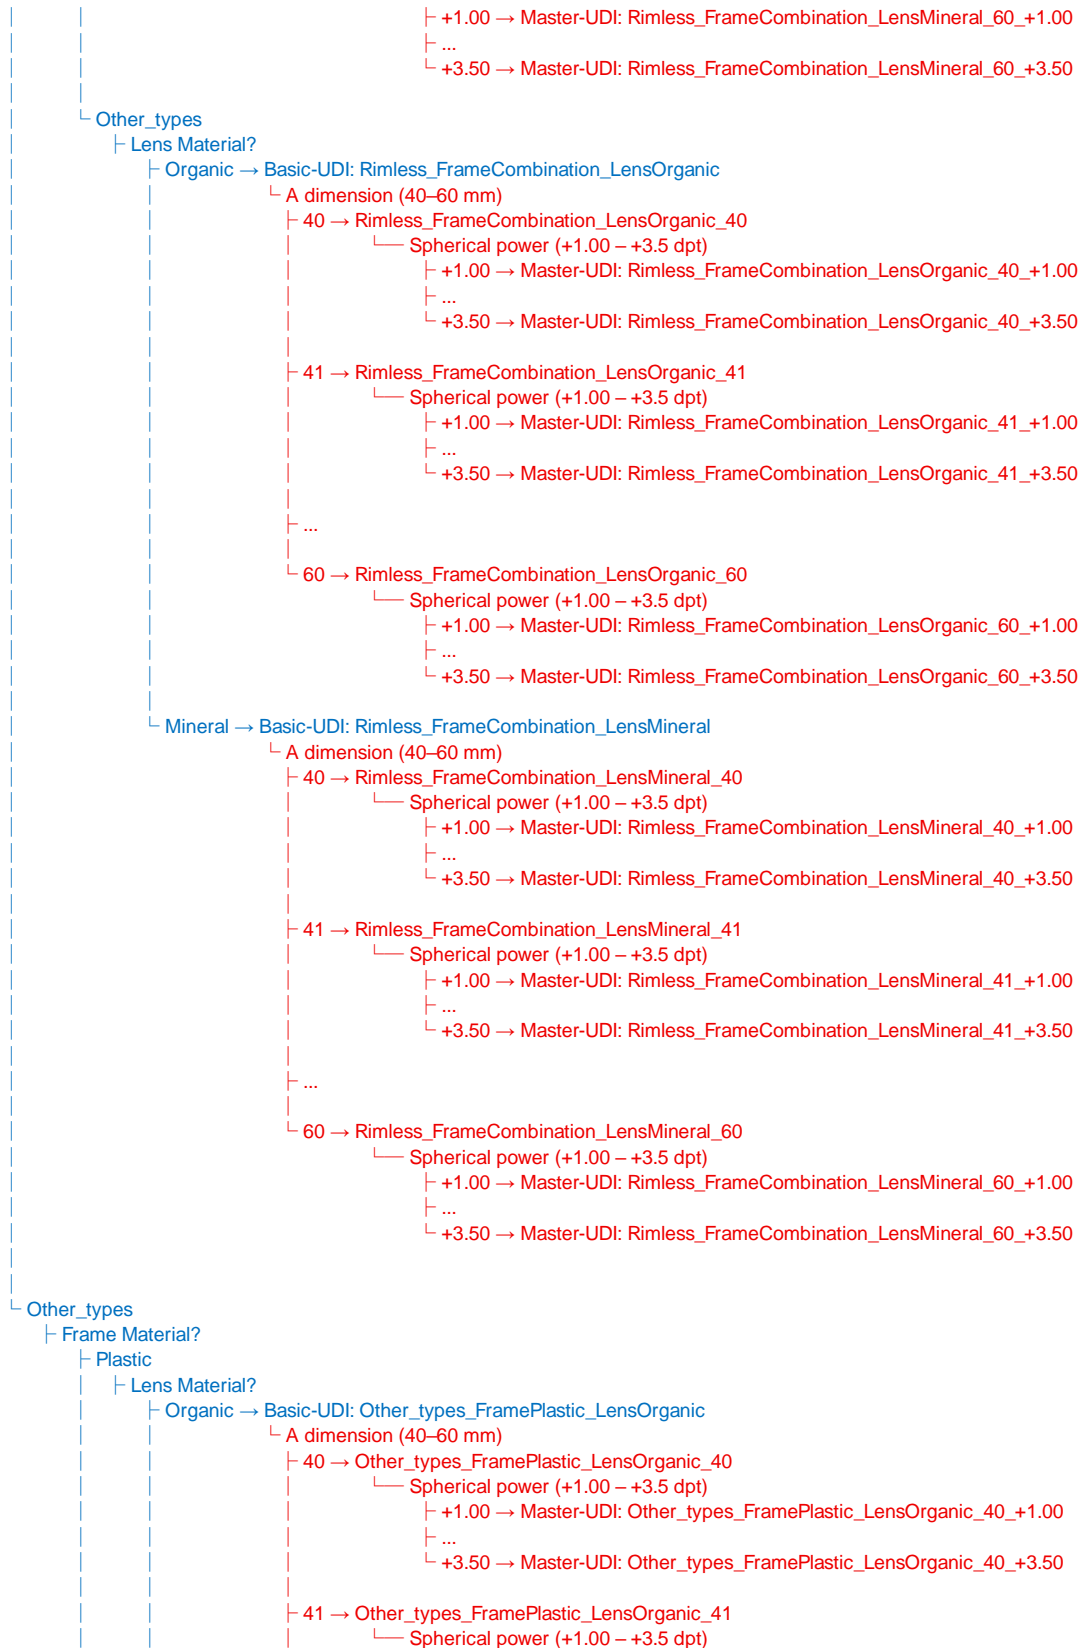 +1.00 → Master-UDI: Rimless_FrameCombination_LensMineral_60_+1.00
...
+3.50 → Master-UDI: Rimless_FrameCombination_LensMineral_60_+3.50
Other_types
Lens Material?
Organic → Basic-UDI: Rimless_FrameCombination_LensOrganic
A dimension (40–60 mm)
40 → Rimless_FrameCombination_LensOrganic_40
Spherical power (+1.00 – +3.5 dpt)
+1.00 → Master-UDI: Rimless_FrameCombination_LensOrganic_40_+1.00
...
+3.50 → Master-UDI: Rimless_FrameCombination_LensOrganic_40_+3.50
41 → Rimless_FrameCombination_LensOrganic_41
Spherical power (+1.00 – +3.5 dpt)
+1.00 → Master-UDI: Rimless_FrameCombination_LensOrganic_41_+1.00
...
+3.50 → Master-UDI: Rimless_FrameCombination_LensOrganic_41_+3.50
...
60 → Rimless_FrameCombination_LensOrganic_60
Spherical power (+1.00 – +3.5 dpt)
+1.00 → Master-UDI: Rimless_FrameCombination_LensOrganic_60_+1.00
...
+3.50 → Master-UDI: Rimless_FrameCombination_LensOrganic_60_+3.50
Mineral → Basic-UDI: Rimless_FrameCombination_LensMineral
A dimension (40–60 mm)
40 → Rimless_FrameCombination_LensMineral_40
Spherical power (+1.00 – +3.5 dpt)
+1.00 → Master-UDI: Rimless_FrameCombination_LensMineral_40_+1.00
...
+3.50 → Master-UDI: Rimless_FrameCombination_LensMineral_40_+3.50
41 → Rimless_FrameCombination_LensMineral_41
Spherical power (+1.00 – +3.5 dpt)
+1.00 → Master-UDI: Rimless_FrameCombination_LensMineral_41_+1.00
...
+3.50 → Master-UDI: Rimless_FrameCombination_LensMineral_41_+3.50
...
60 → Rimless_FrameCombination_LensMineral_60
Spherical power (+1.00 – +3.5 dpt)
+1.00 → Master-UDI: Rimless_FrameCombination_LensMineral_60_+1.00
...
+3.50 → Master-UDI: Rimless_FrameCombination_LensMineral_60_+3.50
Other_types
Frame Material?
Plastic
Lens Material?
Organic → Basic-UDI: Other_types_FramePlastic_LensOrganic
A dimension (40–60 mm)
40 → Other_types_FramePlastic_LensOrganic_40
Spherical power (+1.00 – +3.5 dpt)
+1.00 → Master-UDI: Other_types_FramePlastic_LensOrganic_40_+1.00
...
+3.50 → Master-UDI: Other_types_FramePlastic_LensOrganic_40_+3.50
41 → Other_types_FramePlastic_LensOrganic_41
Spherical power (+1.00 – +3.5 dpt)